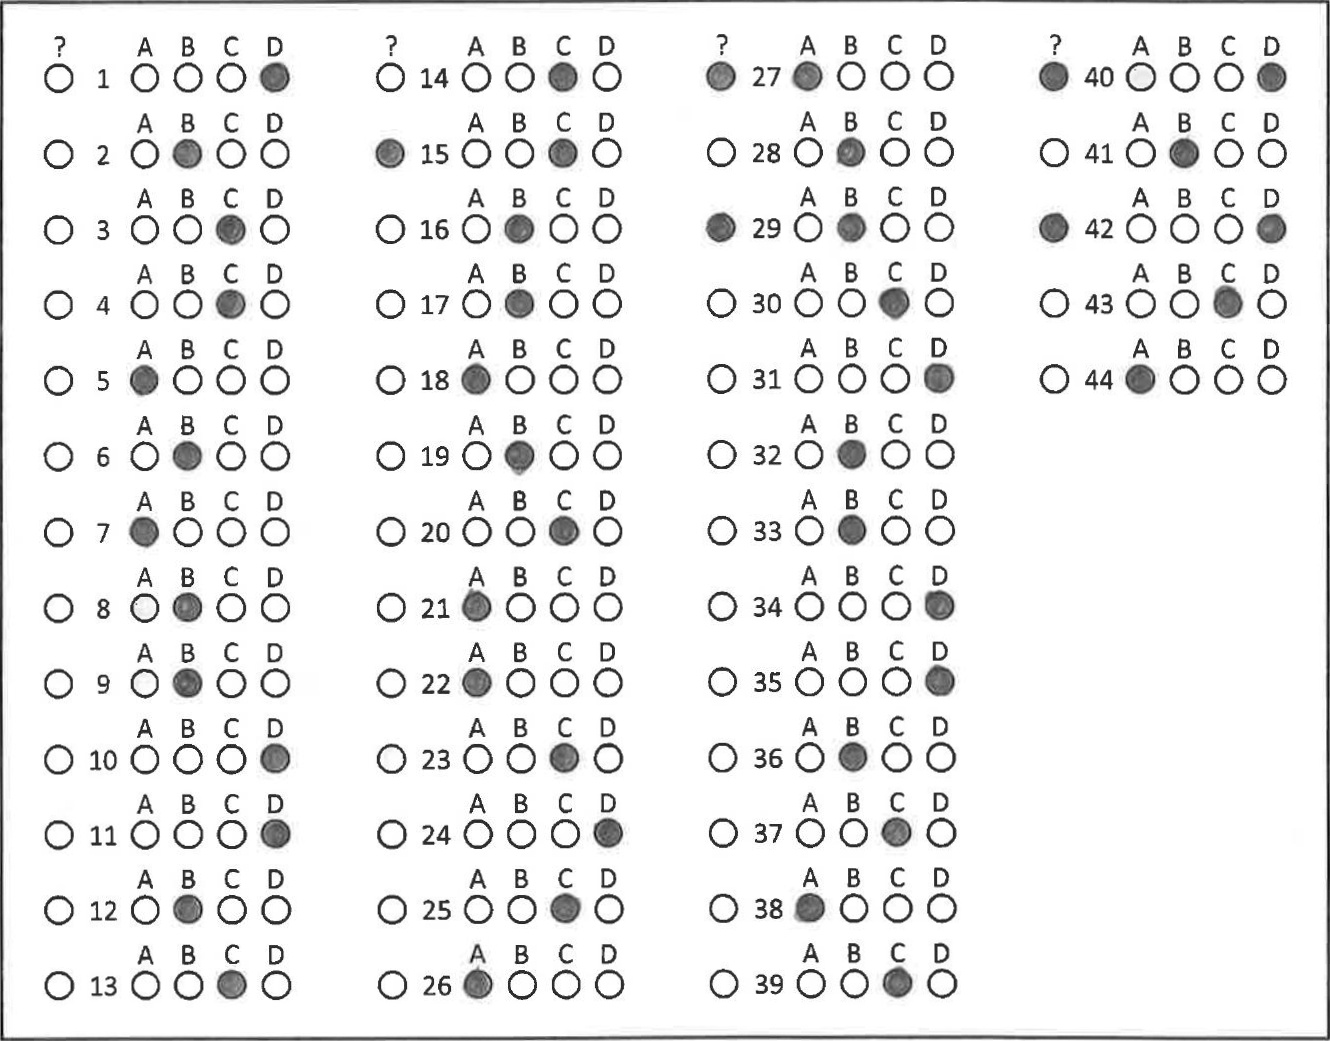 ? A B C D
1
A B C D
2
A B C D
3
A B C D
4
A B C D
5
A B C D
6
A B C D
7
A B C D
8
A B C D
9
A B C D
10
A B C D
11
A B C D
12
A B C D
13
? A B C D
14
A B C D
15
A B C D
16
A B C D
17
A B C D
18
A B C D
19
A B C D
20
A B C D
21
A B C D
22
A B C D
23
A B C D
24
A B C D
25
A B C D
26
? A B C D
27
A B C D
28
A B C D
29
A B C D
30
A B C D
31
A B C D
32
A B C D
33
A B C D
34
A B C D
35
A B C D
36
A B C D
37
A B C D
38
A B C D
39
? A B C D
40
A B C D
41
A B C D
42
A B C D
43
A B C D
44